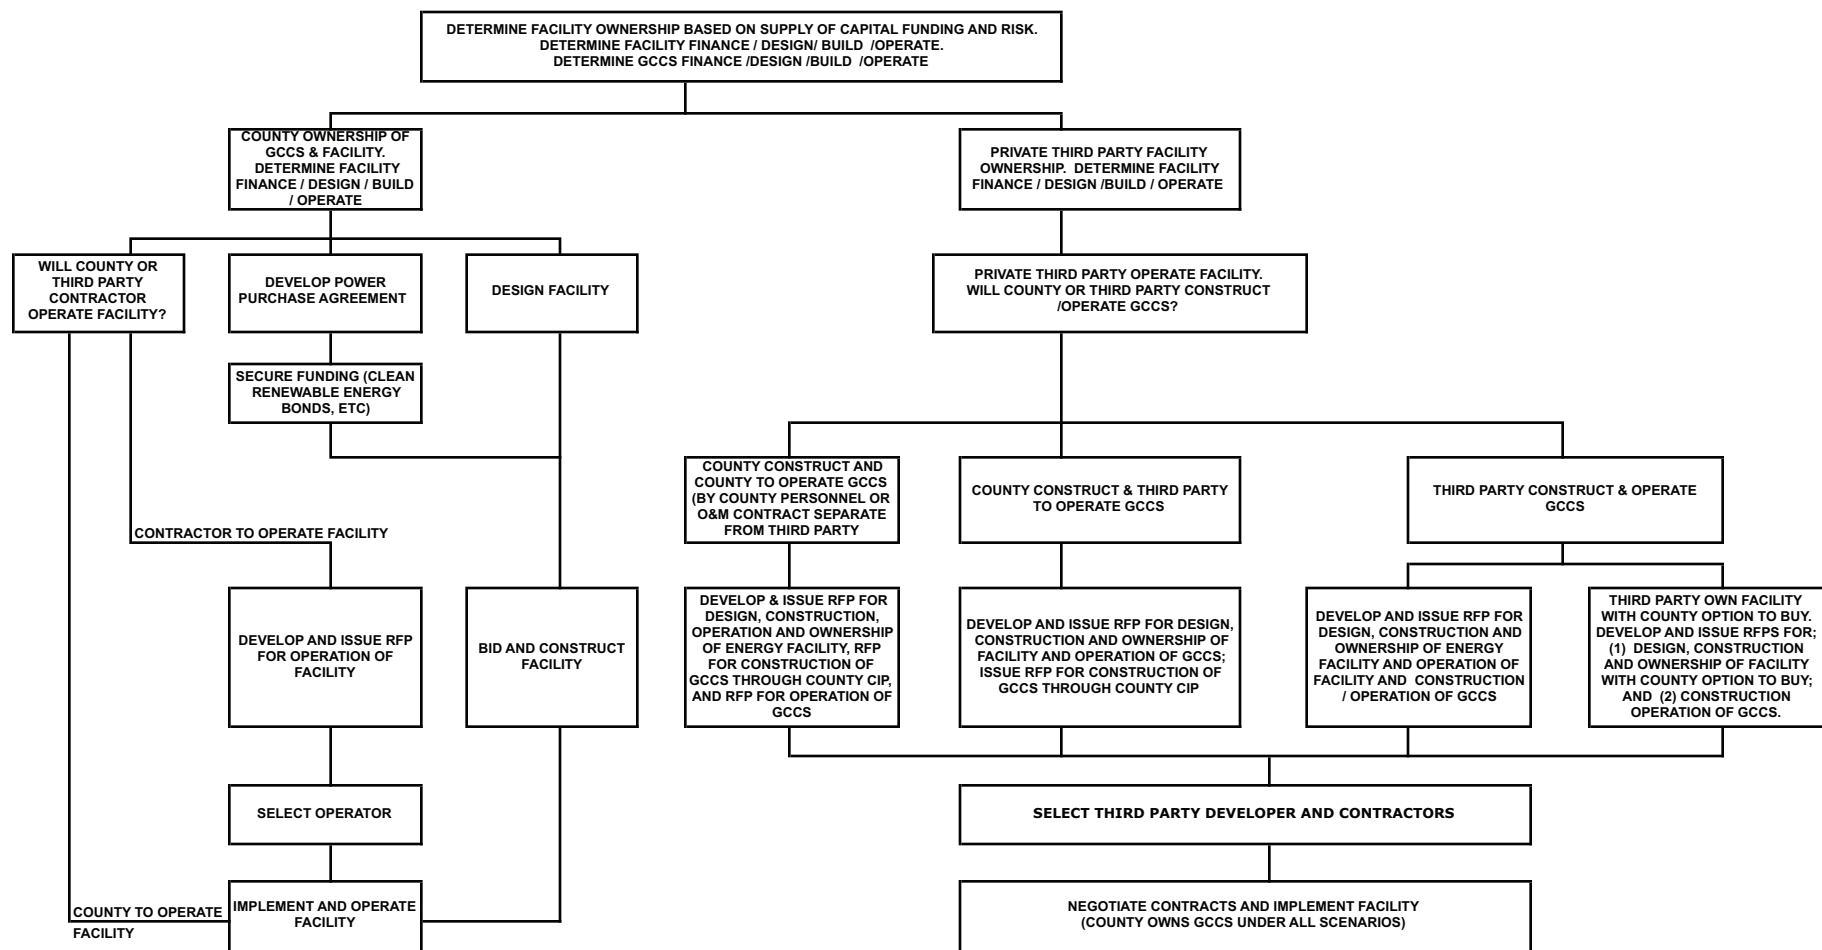 DETERMINE FACILITY OWNERSHIP BASED ON SUPPLY OF CAPITAL FUNDING AND RISK.
DETERMINE FACILITY FINANCE / DESIGN/ BUILD /OPERATE.
DETERMINE GCCS FINANCE /DESIGN /BUILD /OPERATE
COUNTY OWNERSHIP OF
GCCS & FACILITY.
DETERMINE FACILITY
FINANCE / DESIGN / BUILD
/ OPERATE
PRIVATE THIRD PARTY FACILITY
OWNERSHIP. DETERMINE FACILITY
FINANCE / DESIGN /BUILD / OPERATE
WILL COUNTY OR
THIRD PARTY
CONTRACTOR
OPERATE FACILITY?
DEVELOP POWER
PURCHASE AGREEMENT
DESIGN FACILITY
PRIVATE THIRD PARTY OPERATE FACILITY.
WILL COUNTY OR THIRD PARTY CONSTRUCT
/OPERATE GCCS?
SECURE FUNDING (CLEAN
RENEWABLE ENERGY
BONDS, ETC)
COUNTY CONSTRUCT AND
COUNTY TO OPERATE GCCS
(BY COUNTY PERSONNEL OR
O&M CONTRACT SEPARATE
FROM THIRD PARTY
COUNTY CONSTRUCT & THIRD PARTY
TO OPERATE GCCS
THIRD PARTY CONSTRUCT & OPERATE
GCCS
CONTRACTOR TO OPERATE FACILITY
DEVELOP AND ISSUE RFP
FOR OPERATION OF
FACILITY
BID AND CONSTRUCT
FACILITY
DEVELOP & ISSUE RFP FOR
DESIGN, CONSTRUCTION,
OPERATION AND OWNERSHIP
OF ENERGY FACILITY, RFP
FOR CONSTRUCTION OF
GCCS THROUGH COUNTY CIP,
AND RFP FOR OPERATION OF
GCCS
DEVELOP AND ISSUE RFP FOR DESIGN,
CONSTRUCTION AND OWNERSHIP OF
FACILITY AND OPERATION OF GCCS;
ISSUE RFP FOR CONSTRUCTION OF
GCCS THROUGH COUNTY CIP
DEVELOP AND ISSUE RFP FOR
DESIGN, CONSTRUCTION AND
OWNERSHIP OF ENERGY
FACILITY AND OPERATION OF
FACILITY AND CONSTRUCTION
/ OPERATION OF GCCS
THIRD PARTY OWN FACILITY
WITH COUNTY OPTION TO BUY.
DEVELOP AND ISSUE RFPS FOR;
(1) DESIGN, CONSTRUCTION
AND OWNERSHIP OF FACILITY
WITH COUNTY OPTION TO BUY;
AND (2) CONSTRUCTION
OPERATION OF GCCS.
SELECT OPERATOR
SELECT THIRD PARTY DEVELOPER AND CONTRACTORS
COUNTY TO OPERATE
FACILITY
IMPLEMENT AND OPERATE
FACILITY
NEGOTIATE CONTRACTS AND IMPLEMENT FACILITY
(COUNTY OWNS GCCS UNDER ALL SCENARIOS)